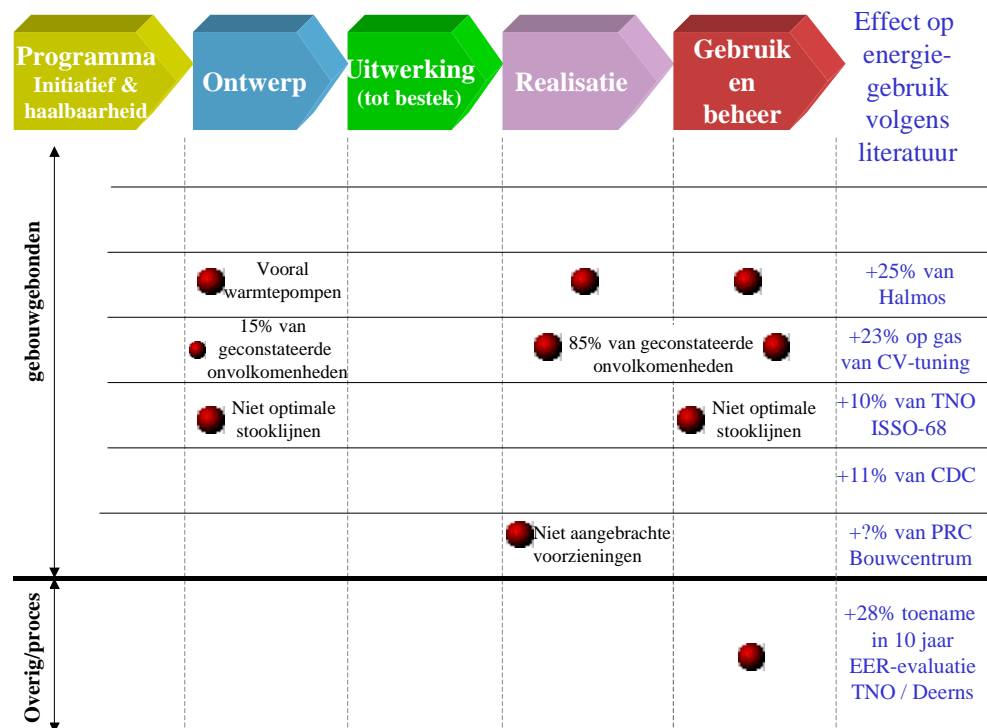 Programma
Initiatief &
haalbaarheid
Ontwerp
Uitwerking
(tot bestek)
Realisatie
Gebruik
en
beheer
Effect op
energie-
gebruik
volgens
literatuur
gebouwgebonden
Vooral
warmtepompen
+25% van
Halmos
15% van
geconstateerde
onvolkomenheden
85% van geconstateerde
onvolkomenheden
+23% op gas
van CV-tuning
Niet optimale
stooklijnen
Niet optimale
stooklijnen
+10% van TNO
ISSO-68
+11% van CDC
Niet aangebrachte
voorzieningen
+?% van PRC
Bouwcentrum
Overig/proces
+28% toename
in 10 jaar
EER-evaluatie
TNO / Deerns